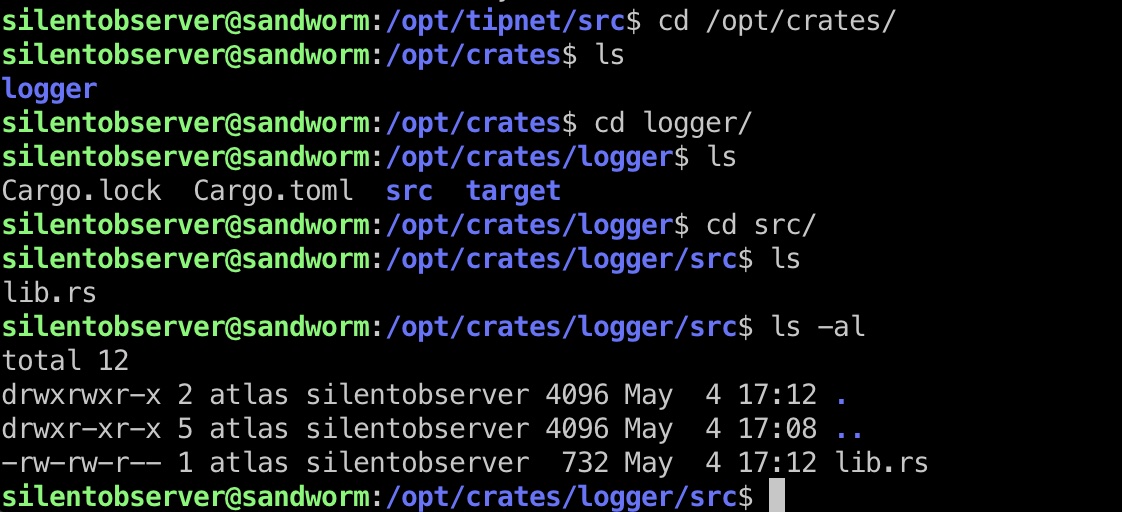 silentobserver@sandworm:/opt/tipnet/src$ cd /opt/crates/
silentobserver@sandworm:/opt/crates$ ls
logger
silentobserver@sandworm:/opt/crates$ cd logger/
silentobserver@sandworm:/opt/crates/logger$ ls
Cargo.lock  Cargo.toml  src  target
silentobserver@sandworm:/opt/crates/logger$ cd src/
silentobserver@sandworm:/opt/crates/logger/src$ ls
lib.rs
silentobserver@sandworm:/opt/crates/logger/src$ ls -al
total 12
drwxrwxr-x 2 atlas silentobserver 4096 May  4 17:12 .
drwxr-xr-x 5 atlas silentobserver 4096 May  4 17:08 ..
-rw-rw-r-- 1 atlas silentobserver  732 May  4 17:12 lib.rs
silentobserver@sandworm:/opt/crates/logger/src$